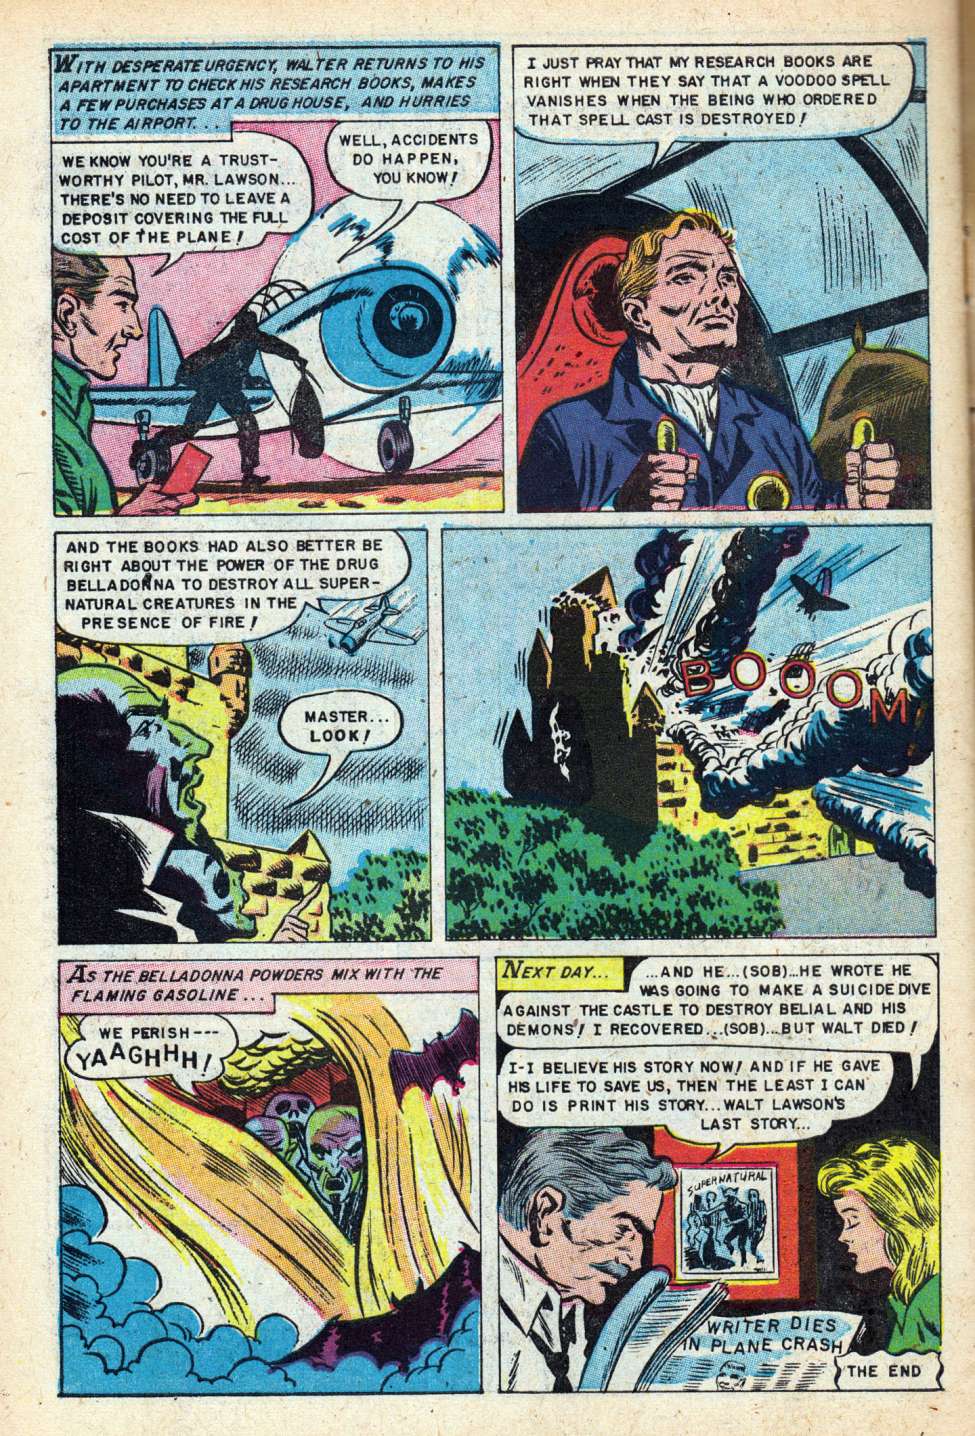 WITH DESPERATE URGENCY, WALTER RETURNS TO HIS
APARTMENT TO CHECK HIS RESEARCH BOOKS, MAKES
A FEW PURCHASES AT A DRUG HOUSE, AND HURRIES
TO THE AIRPORT...
WE KNOW YOU'RE A TRUST-
WORTHY PILOT, MR. LAWSON...
THERE'S NO NEED TO LEAVE A
DEPOSIT COVERING THE FULL
COST OF THE PLANE!
WELL, ACCIDENTS
DO HAPPEN,
YOU KNOW!
I JUST PRAY THAT MY RESEARCH BOOKS ARE
RIGHT WHEN THEY SAY THAT A VOODOO SPELL
VANISHES WHEN THE BEING WHO ORDERED
THAT SPELL CAST IS DESTROYED!
AND THE BOOKS HAD ALSO BETTER BE
RIGHT ABOUT THE POWER OF THE DRUG
BELLADONNA TO DESTROY ALL SUPER-
NATURAL CREATURES IN THE
PRESENCE OF FIRE!
MASTER...
LOOK!
BOOOOM
AS THE BELLADONNA POWDERS MIX WITH THE
FLAMING GASOLINE...
WE PERISH---
YAAGHHH!
NEXT DAY...
...AND HE...(SOB)...HE WROTE HE
WAS GOING TO MAKE A SUICIDE DIVE
AGAINST THE CASTLE TO DESTROY BELIAL AND HIS
DEMONS! I RECOVERED...(SOB)...BUT WALT DIED!
I-I BELIEVE HIS STORY NOW! AND IF HE GAVE
HIS LIFE TO SAVE US, THEN THE LEAST I CAN
DO IS PRINT HIS STORY...WALT LAWSON'S
LAST STORY...
SUPERNATURAL
WRITER DIES
IN PLANE CRASH
THE END